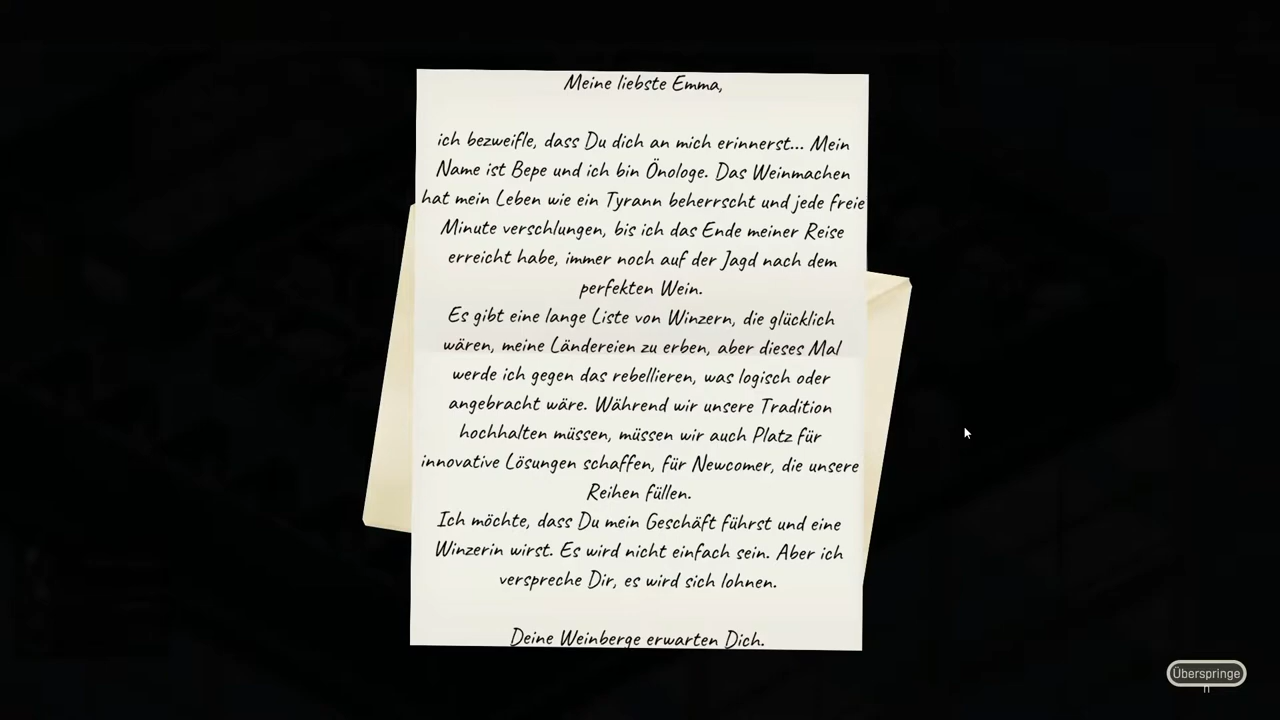 Meine liebste Emma,
ich bezweifle, dass Du dich an mich erinnerst... Mein
Name ist Bepe und ich bin Önologe. Das Weinmachen
hat mein Leben wie ein Tyrann beherrscht und jede freie
Minute verschlungen, bis ich das Ende meiner Reise
erreicht habe, immer noch auf der Jagd nach dem
perfekten Wein.
Es gibt eine lange Liste von Winzern, die glücklich
wären, meine Ländereien zu erben, aber dieses Mal
werde ich gegen das rebellieren, was logisch oder
angebracht wäre. Während wir unsere Tradition
hochhalten müssen, müssen wir auch Platz für
innovative Lösungen schaffen, für Newcomer, die unsere
Reihen füllen.
Ich möchte, dass Du mein Geschäft führst und eine
Winzerin wirst. Es wird nicht einfach sein. Aber ich
verspreche Dir, es wird sich lohnen.
Deine Weinberge erwarten Dich.
Überspringe
n